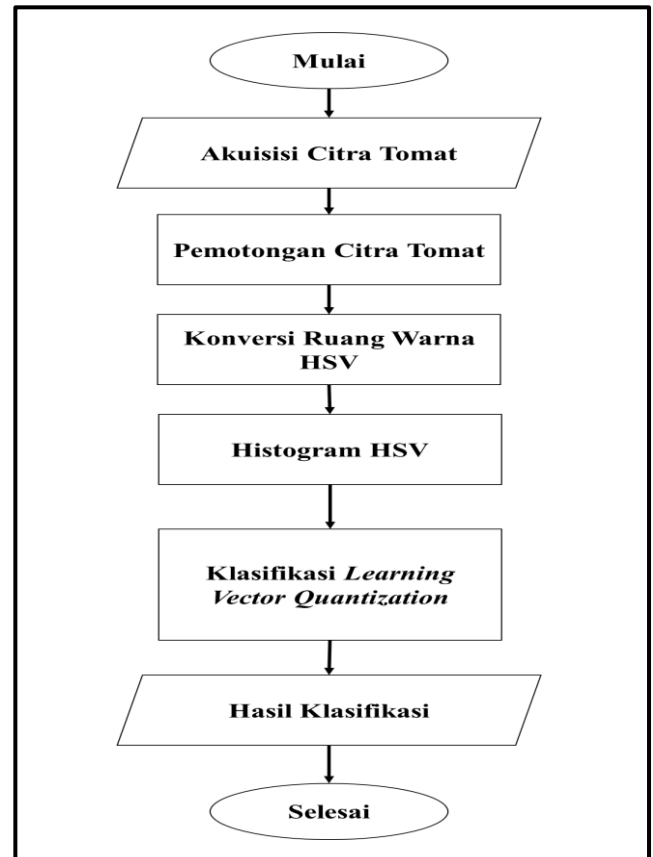 Mulai
Akuisisi Citra Tomat
Pemotongan Citra Tomat
Konversi Ruang Warna
HSV
Histogram HSV
Klasifikasi Learning
Vector Quantization
Hasil Klasifikasi
Selesai